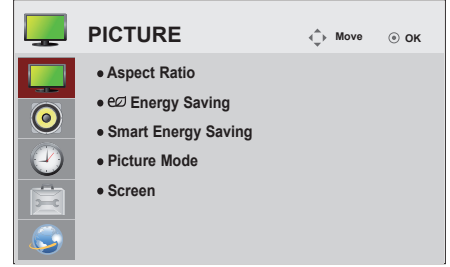 PICTURE
Move
OK
• Aspect Ratio
• Energy Saving
• Smart Energy Saving
• Picture Mode
• Screen